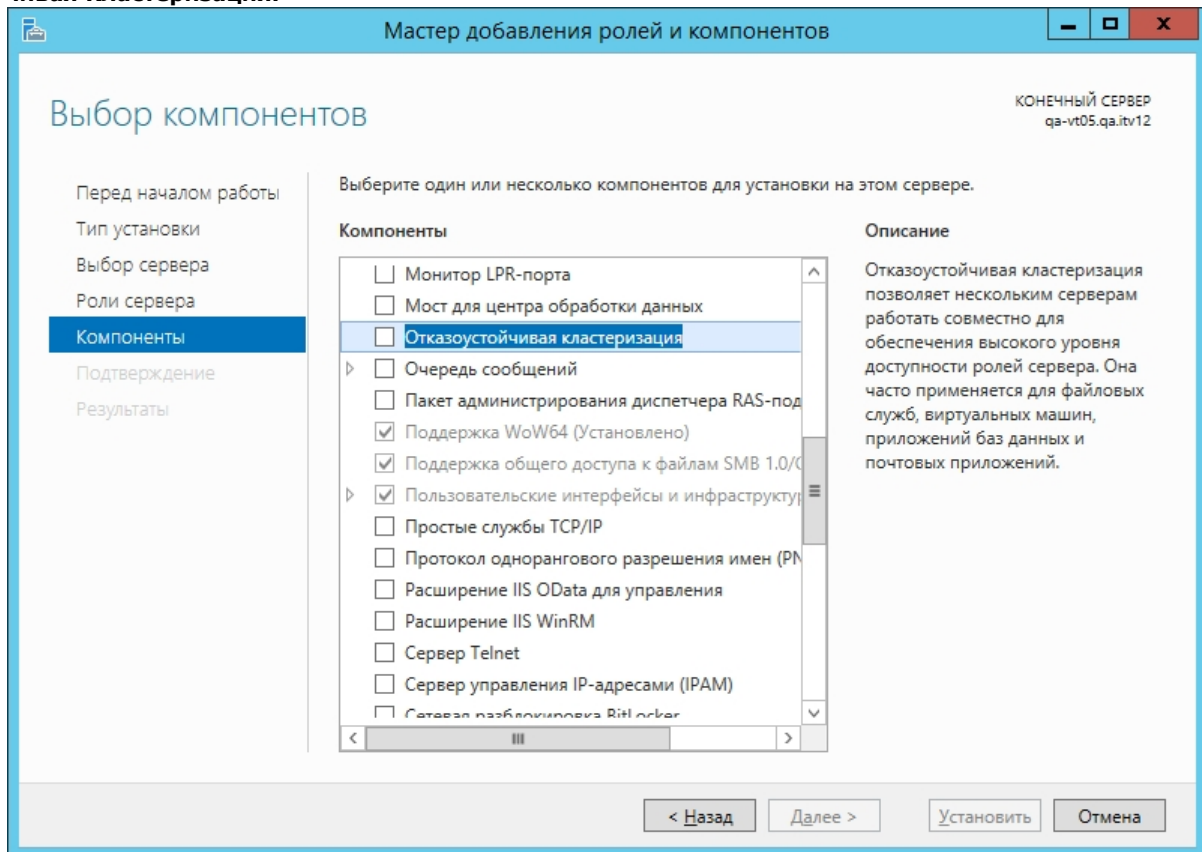 Мастер добавления ролей и компонентов
Выбор компонентов
КОНЕЧНЫЙ СЕРВЕР
qa-vt05.qa.itv12
Перед началом работы
Тип установки
Выбор сервера
Роли сервера
Компоненты
Подтверждение
Результаты
Выберите один или несколько компонентов для установки на этом сервере.
Компоненты
Монитор LPR-порта
Мост для центра обработки данных
Отказоустойчивая кластеризация
Очередь сообщений
Пакет администрирования диспетчера RAS-под
Поддержка WoW64 (Установлено)
Поддержка общего доступа к файлам SMB 1.0/C
Пользовательские интерфейсы и инфраструктур
Простые службы TCP/IP
Протокол однорангового разрешения имен (PN
Расширение IIS OData для управления
Расширение IIS WinRM
Сервер Telnet
Сервер управления IP-адресами (IPAM)
Сетевая разблокировка BitLocker
Описание
Отказоустойчивая кластеризация
позволяет нескольким серверам
работать совместно для
обеспечения высокого уровня
доступности ролей сервера. Она
часто применяется для файловых
служб, виртуальных машин,
приложений баз данных и
почтовых приложений.
< Назад
Далее >
Установить
Отмена